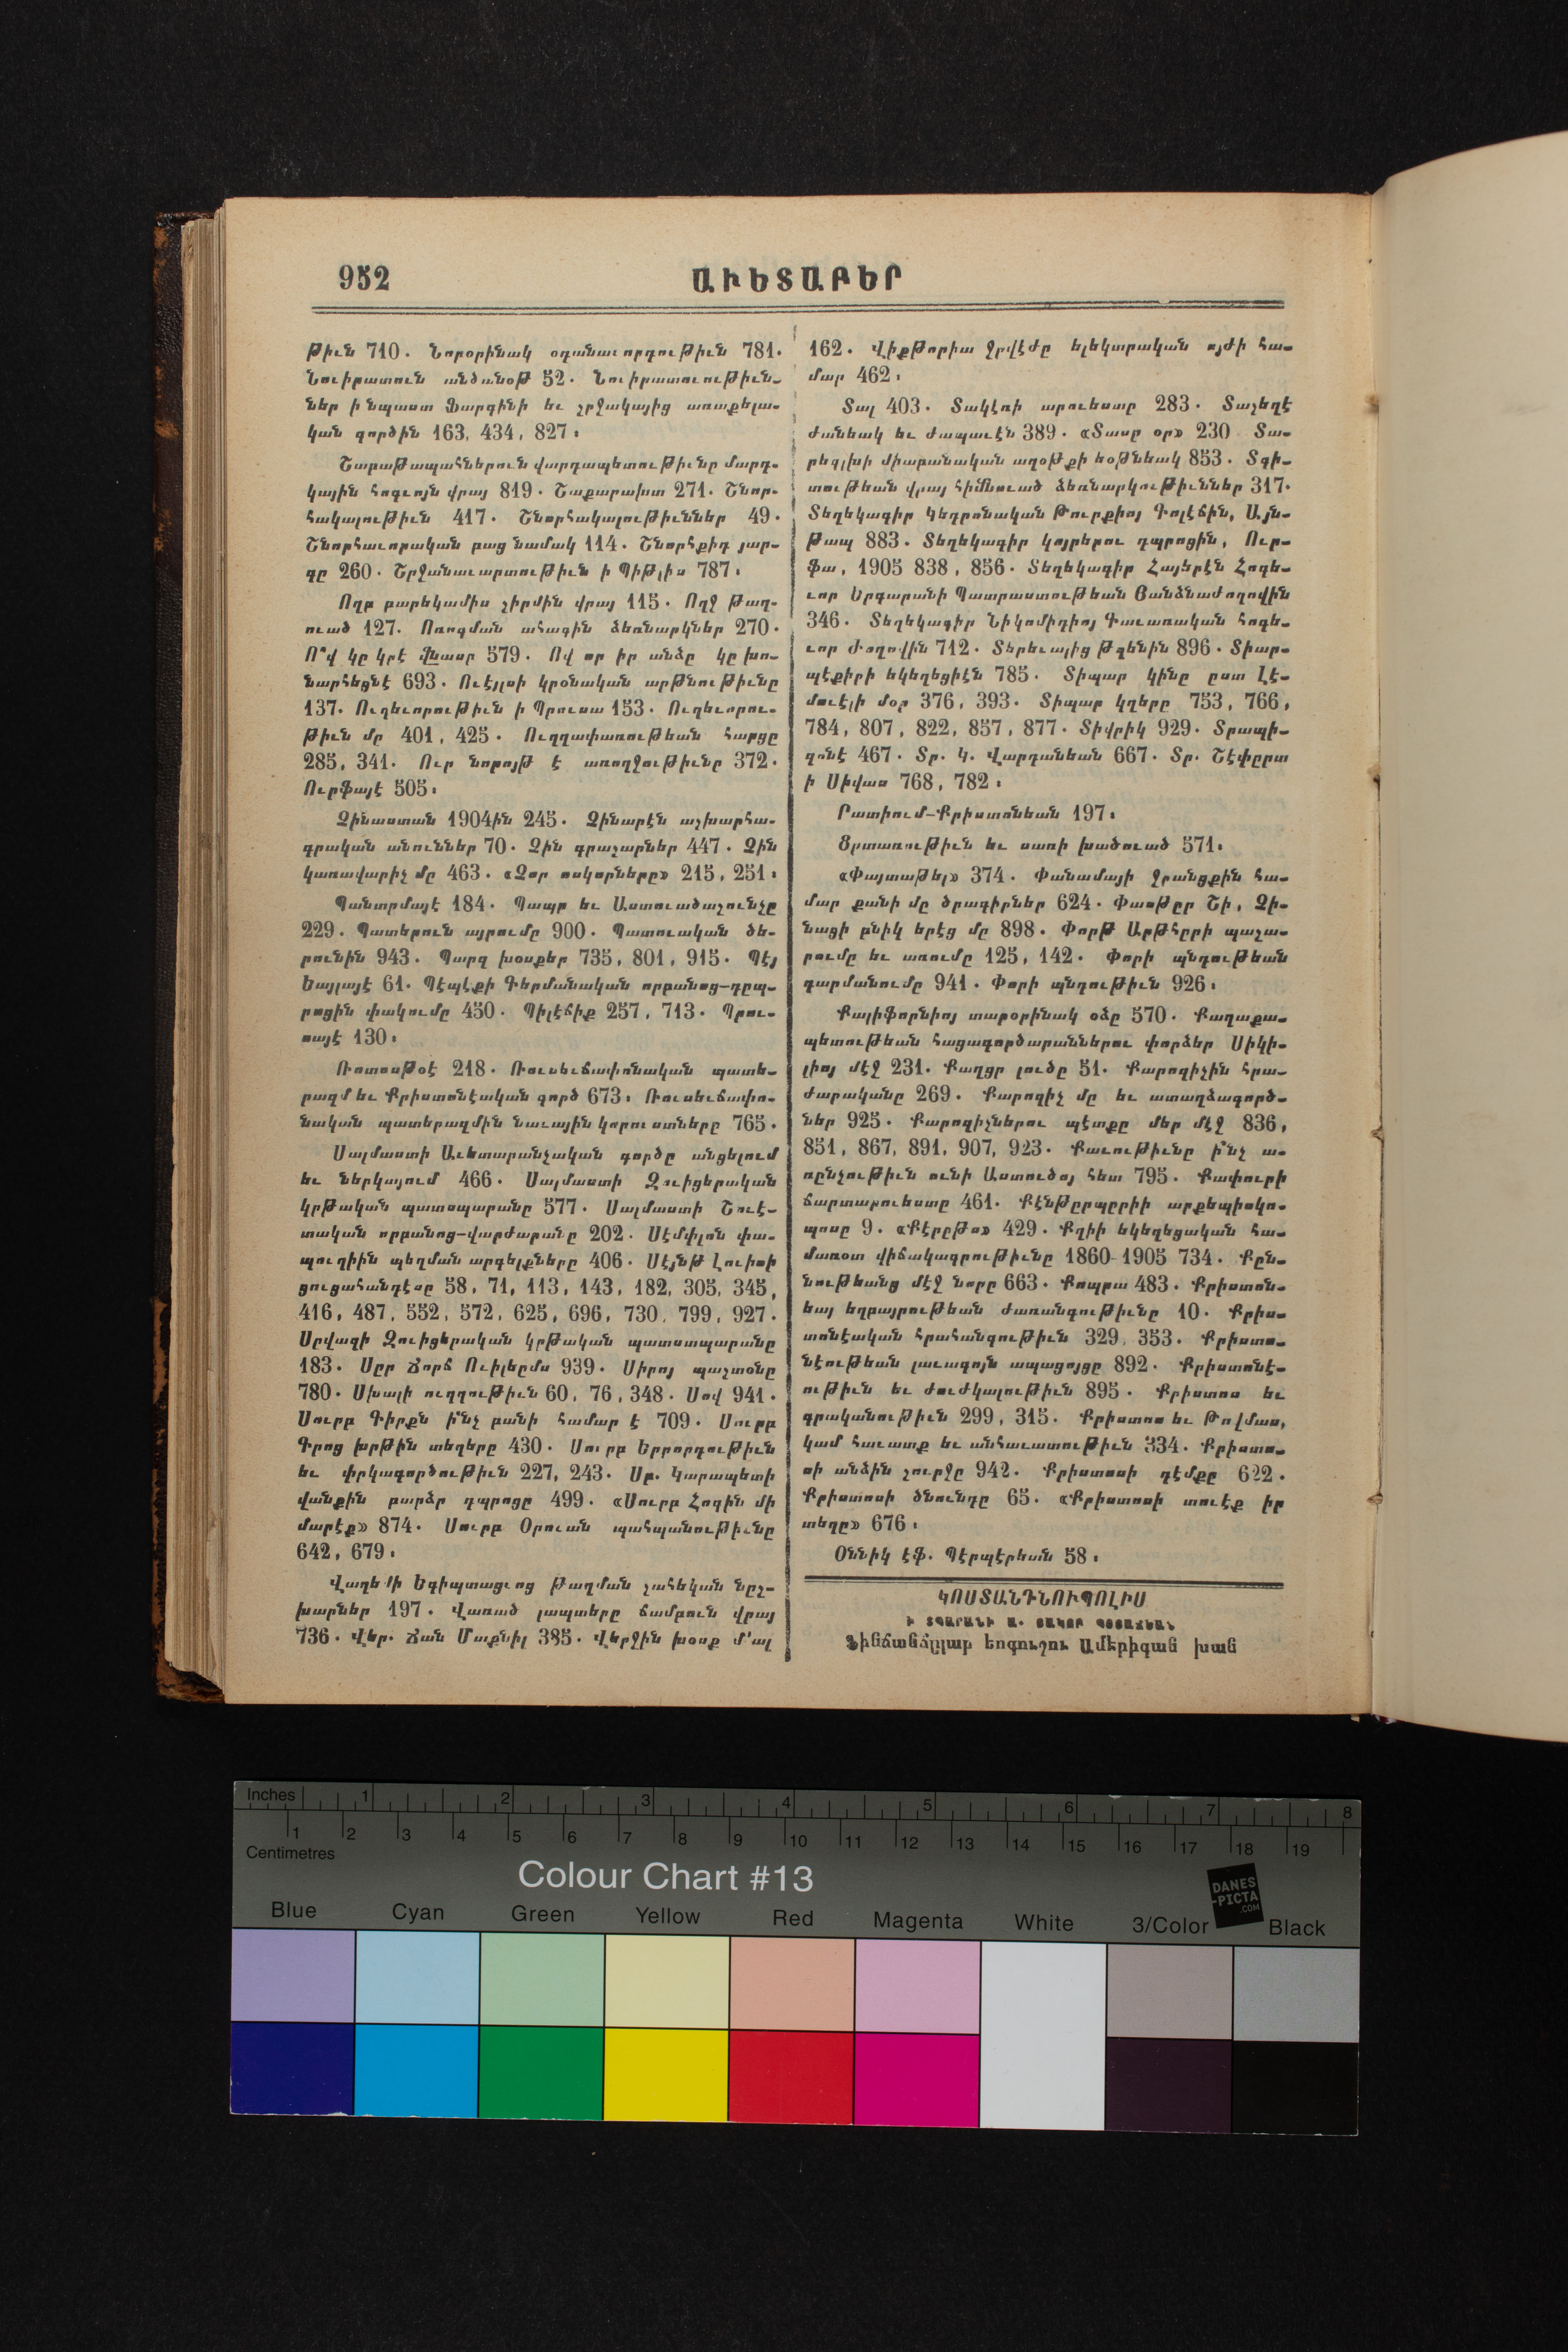 952
ԱՒԵՏԱԲԵՐ
թիւն 710. Նորօրինակ օդանաւորդութիւն 781.
Նուիրատուն անծանօթ 52. Նուիրատուութիւն-
ներ ի նպաստ Ֆարգինի եւ շրջակայից առաքելա-
կան գործին 163, 434, 827։
Շաբաթապահներուն վարդապետութիւնը մարդ-
կային հոգւոյն վրայ 819. Շաքարախտ 271. Շնոր-
հակալութիւն 417. Շնորհակալութիւններ 49.
Շնորհաւորական բաց նամակ 114. Շնորհքիդ յար-
գը 260. Շրջանաւարտութիւն ի Պիթլիս 787։
Ողբ բարեկամիս շիրմին վրայ 115. Ողջ թաղ-
ուած 127. Ոռոգման ահագին ձեռնարկներ 270.
Ո՞վ կը կրէ վնասը 579. Ով որ իր անձը կը խո-
նարհեցնէ 693. Ուէյլսի կրօնական արթնութիւնը
137. Ուղեւորութիւն ի Պրուսա 153. Ուղեւորու-
թիւն մը 401, 425. Ուղղափառութեան հարցը
285, 341. Ուր նորոյթ է առողջութիւնը 372.
Ուրֆայէ 505։
Չինաստան 1904ին 245. Չինարէն աշխարհա-
գրական անուններ 70. Չին գրաշարներ 447. Չին
կառավարիչ մը 463. «Չոր ոսկորները» 215, 251։
Պանտրմայէ 184. Պապը եւ Աստուածաշունչը
229. Պատերուն այրումը 900. Պատուական ծե-
րունին 943. Պարզ խօսքեր 735, 801, 915. Պէյ
Եայլայէ 61. Պէպէքի Գերմանական որբանոց-դըպ-
րոցին փակումը 450. Պիլէճիք 257, 713. Պրու-
սայէ 130։
Ռոտոսթօէ 218. Ռուսեւճափոնական պատե-
րազմ եւ Քրիստոնէական գործ 673։ Ռուսեւճափո-
նական պատերազմին նաւային կորուստները 765.
Սալմաստի Աւետարանչական գործը անցելում
եւ ներկայում 466. Սալմաստի Զուիցերական
կրթական պատսպարանը 577. Սալմաստի Շուէ-
տական որբանոց-վարժարանը 202. Սէմփլոն փա-
պուղիին պեղման արգելքները 406. Սէյնթ Լուիսի
ցուցահանդէսը 58, 71, 113, 143, 182, 305, 345,
416, 487, 552, 572, 625, 696, 730, 799, 927.
Սրվազի Զուիցերական կրթական պատսպարանը
183. Սըր Ճորճ Ուիլեըմս 939. Սիրոյ պաշտօնը
780. Սխալի ուղղութիւն 60, 76, 348. Սով 941.
Սուրբ Գիրքն ի՞նչ բանի համար է 709. Սուրբ
Գրոց խրթին տեղերը 430. Սուրբ Երրորդութիւն
եւ փրկագործութիւն 227, 243. Սբ. Կարապետի
վանքին բարձր դպրոցը 499. «Սուրբ Հոգին մի
մարէք» 874. Սուրբ Օրուան պահպանութիւնը
642, 679։
Վաղեմի Եգիպտացւոց թաղման շահեկան նըշ-
խարներ 197. Վառած լապտերը ճամբուն վրայ
736. Վեր. Ճան Մաքնիլ 385. Վերջին խօսք մ՚ալ
162. Վիքթորիա ջրվէժը ելեկտրական ոյժի հա-
մար 462։
Տալ 403. Տակէոի արուեստը 283. Տաշեղէ
ժանեակ եւ ժապաւէն 389. «Տասը օր» 230 Տա-
րեգլխի միաբանական աղօթքի եօթնեակ 853. Տգի-
տութեան վրայ հիմնուած ձեռնարկութիւններ 317.
Տեղեկագիր Կեդրոնական Թուրքիոյ Գոլէճին, Այն-
թապ 883. Տեղեկագիր կոյրերու դպրոցին, Ուր-
ֆա, 1905 838, 856. Տեղեկագիր Հայերէն Հոգե-
ւոր Երգարանի Պատրաստութեան Յանձնաժողովին
346. Տեղեկագիր Նիկոմիդիոյ Գաւառական հոգե-
ւոր Ժողովին 712. Տերեւալից թզենին 896. Տիար-
պէքիրի եկեղեցիէն 785. Տիպար կինը ըստ Լէ-
մուէլի մօր 376, 393. Տիպար կղերը 753, 766,
784, 807, 822, 857, 877. Տիվրիկ 929. Տրապի-
զոնէ 467. Տր. Կ. Վարդանեան 667. Տր. Շէփըրտ
ի Սիվաս 768, 782։
Րատիում-Քրիստոնեան 197։
Ցրտառութիւն եւ սառի խածուած 571։
«Փայտաթել» 374. Փանամայի ջրանցքին հա-
մար քանի մը ծրագիրներ 624. Փասթըր Շի, Չի-
նացի բնիկ երէց մը 898. Փորթ Արթհըրի պաշա-
րումը եւ առումը 125, 142. Փորի պնդութեան
դարմանումը 941. Փորի պնդութիւն 926։
Քալիֆորնիոյ տարօրինակ օձը 570. Քաղաքա-
պետութեան հացագործարաններու փորձեր Սիկի-
լիոյ մէջ 231. Քաղցր լուծը 51. Քարոզիչին հրա-
ժարականը 269. Քարոզիչ մը եւ ատաղձագործ-
ներ 925. Քարոզիչներու պէտքը մեր մէջ 836,
851, 867, 891, 907, 923. Քաւութիւնը ի՞նչ ա-
ռընչութիւն ունի Աստուծոյ հետ 795. Քափուրի
ճարտարուեստը 461. Քէնթըրպըրիի արքեպիսկո-
պոսը 9. «Քէրըթս» 429. Քղիի եկեղեցական հա-
մառօտ վիճակագրութիւնը 1860-1905 734. Քըն-
նութեանց մէջ նորը 663. Քոպրա 483. Քրիստոն-
եայ եղբայրութեան ժառանգութիւնը 10. Քրիս-
տոնէական հրահանգութիւն 329, 353. Քրիստո-
նէութեան լաւագոյն ապացոյցը 892. Քրիստոնէ-
ութիւն եւ ժուժկալութիւն 895. Քրիստոս եւ
գրականութիւն 299, 315. Քրիստոս եւ Թովմաս,
կամ հաւատք եւ անհաւատութիւն 334. Քրիստո-
սի անձին շուրջը 942. Քրիստոսի դէմքը 622.
Քրիստոսի ծնունդը 65. «Քրիստոսի տուէք իր
տեղը» 676։
Օննիկ Էֆ. Պէրպէրեան 58։
ԿՈՍՏԱՆԴՆՈՒՊՈԼԻՍ
Ի ՏՊԱՐԱՆԻ Ա. ՅԱԿՈԲ ՊՕՅԱՃԵԱՆ
Ֆինճանճըլար եոգուշու Ամերիգան խան
Inches 1 2 3 4 5 6 7 8
1 2 3 4 5 6 7 8 9 10 11 12 13 14 15 16 17 18 19
Centimetres
Colour Chart #13
DANES
-PICTA
.COM
Blue Cyan Green Yellow Red Magenta White 3/Color Black